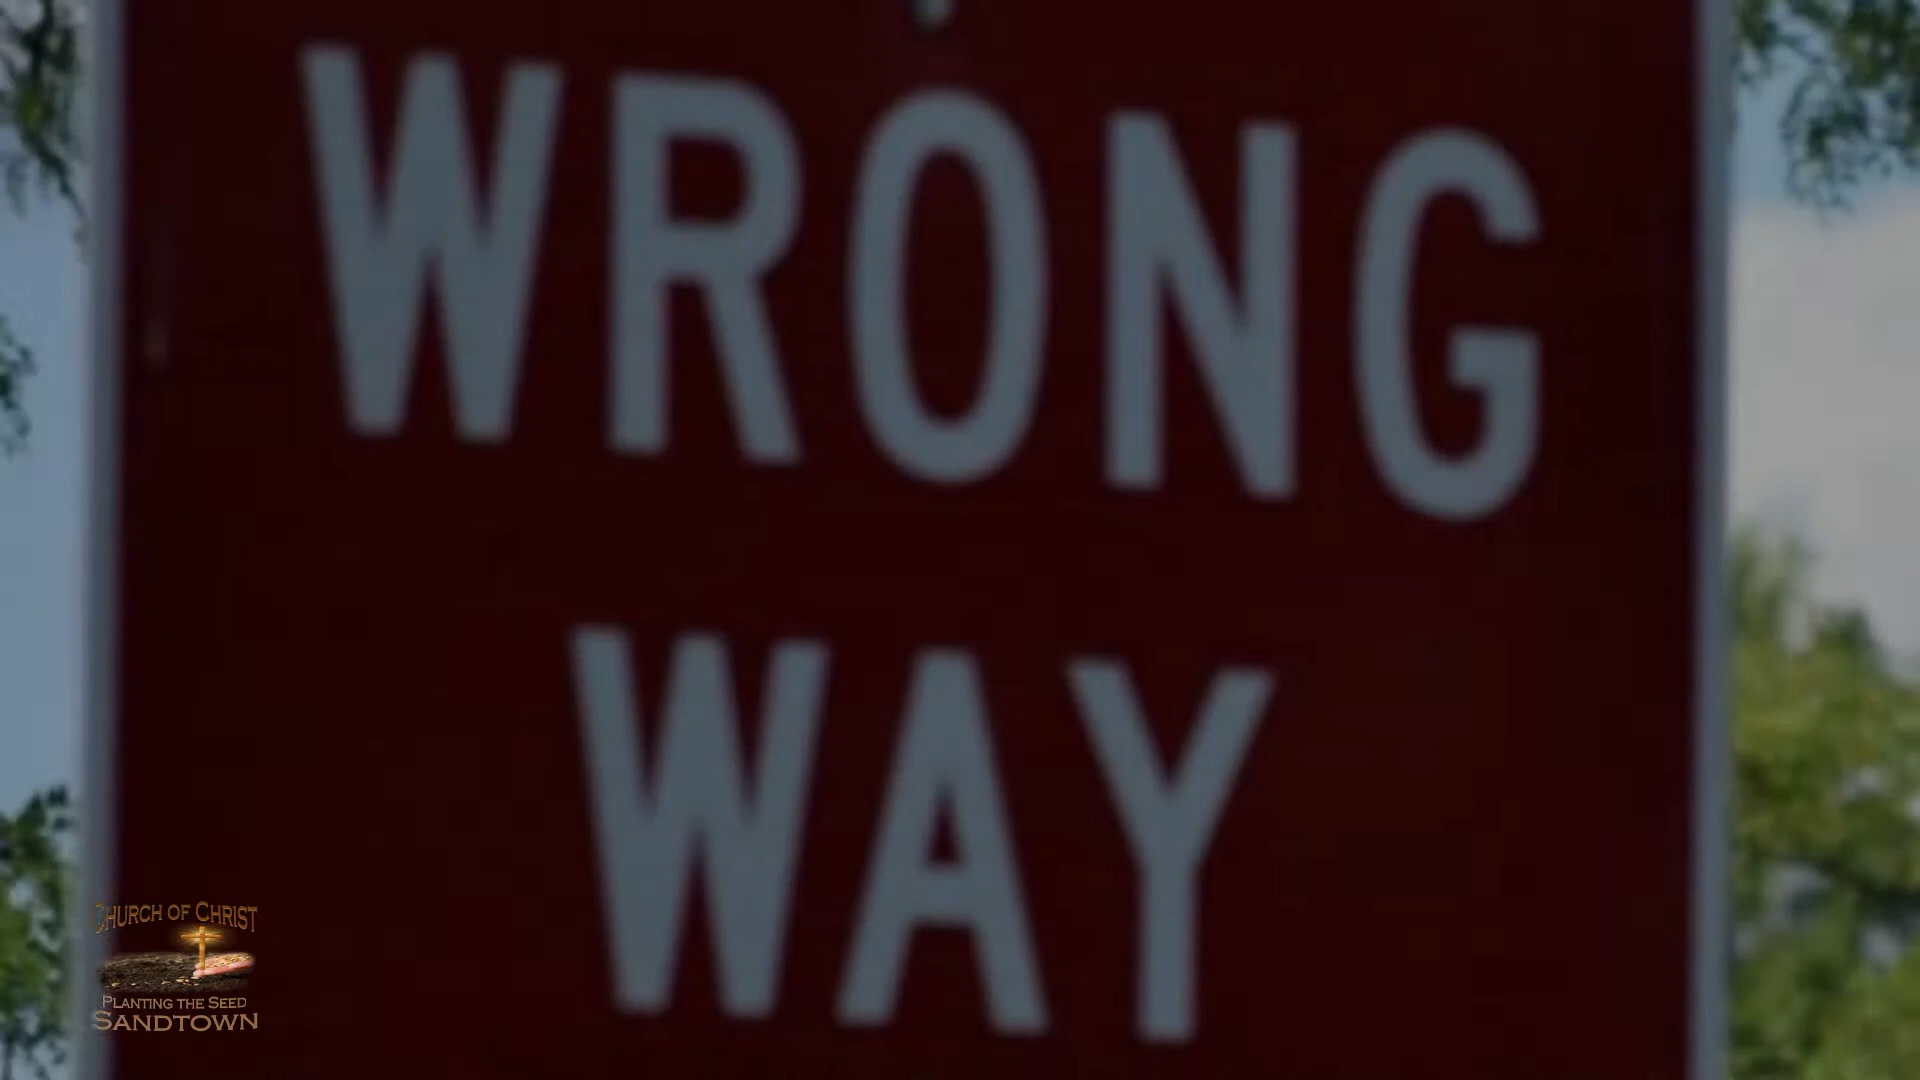 WRONG
WAY
CHURCH OF CHRIST
PLANTING THE SEED
SANDTOWN